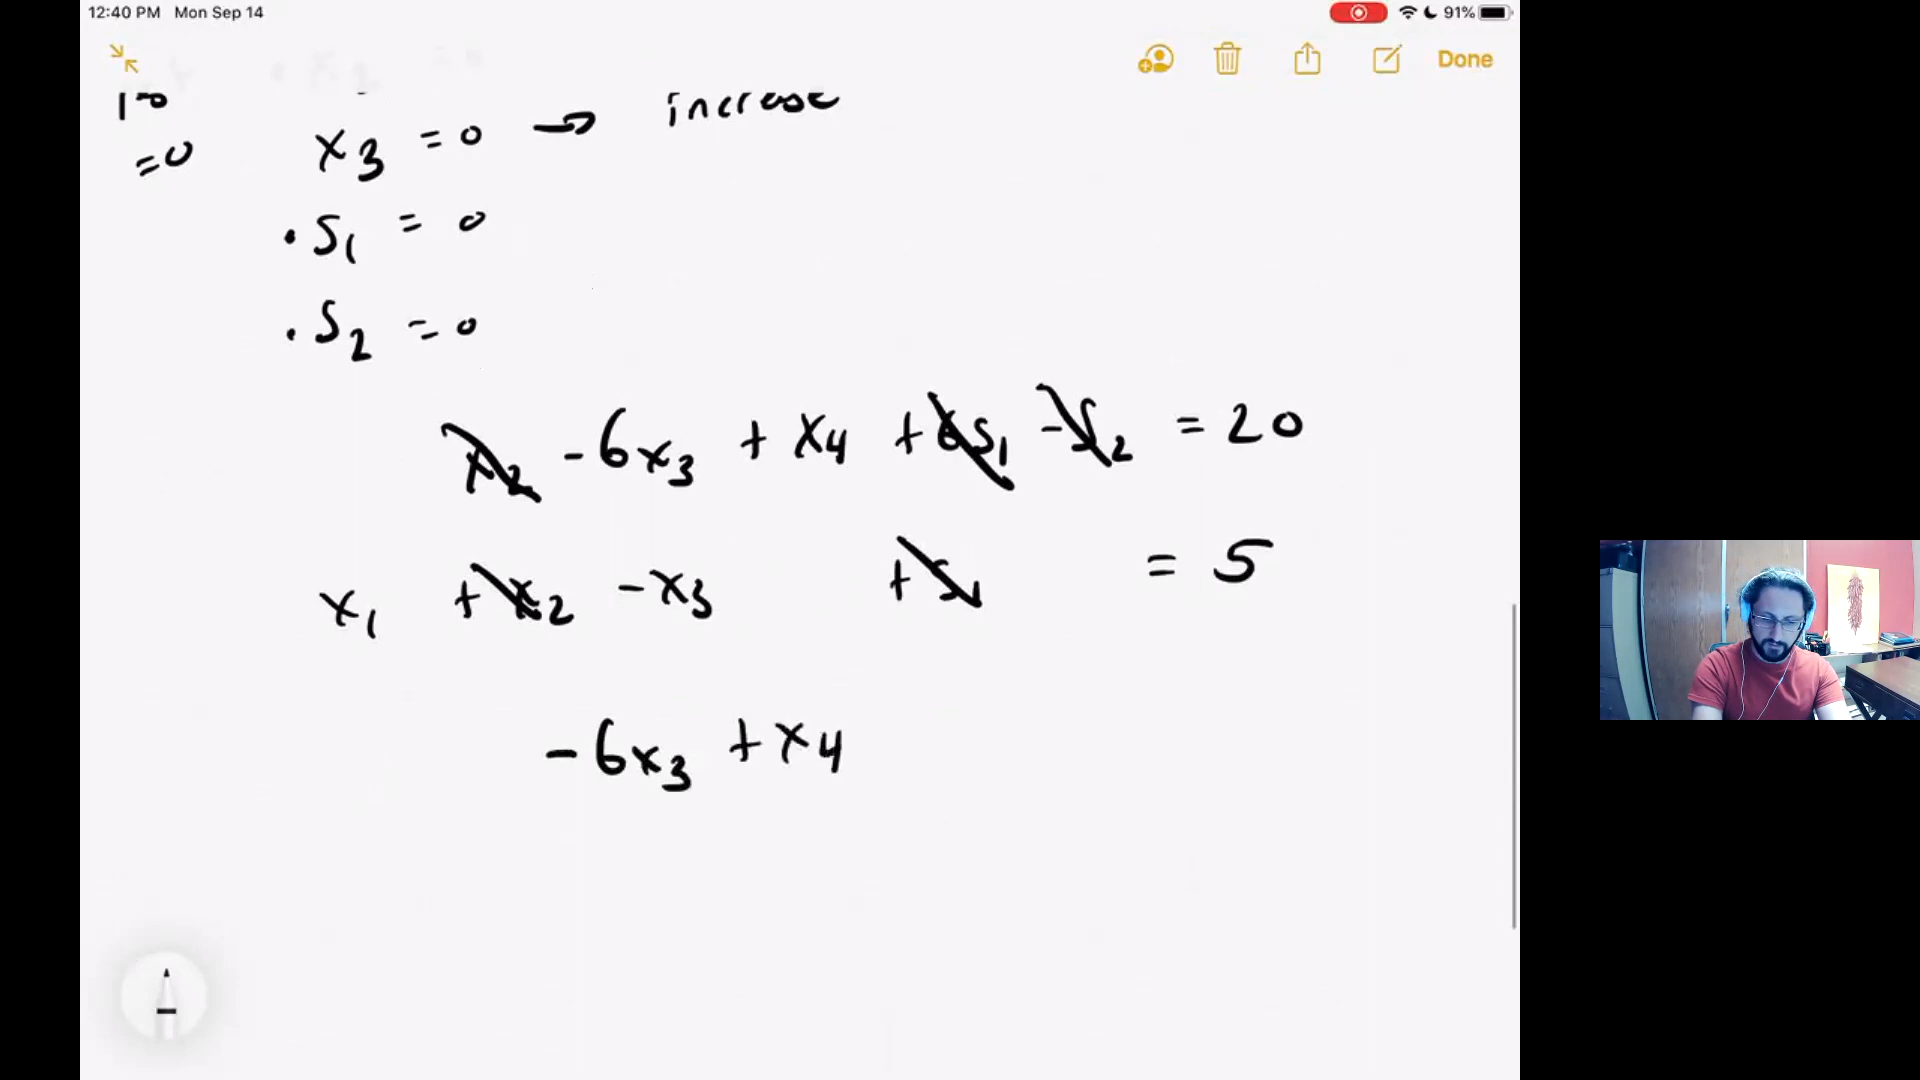 12:40 PM Mon Sep 14 91%
Done
= 0 x3 = 0 → increase
• S1 = 0
• S2 = 0
x2 - 6x3 + x4 + 6s1 - S2 = 20
x1 + x2 - x3 + s1 = 5
- 6x3 + x4